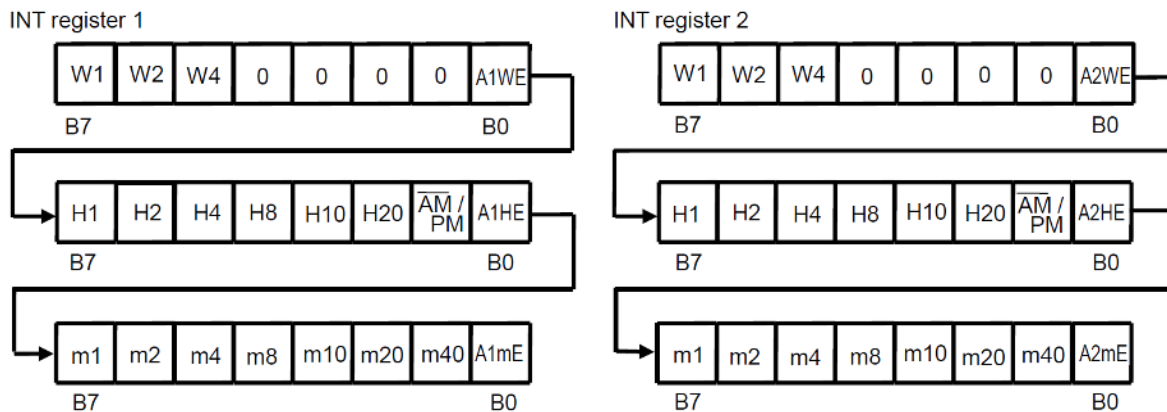 INT register 1 INT register 2
W1 W2 W4 0 0 0 0 A1WE W1 W2 W4 0 0 0 0 A2WE
B7 B0 B7 B0
H1 H2 H4 H8 H10 H20 AM / PM A1HE H1 H2 H4 H8 H10 H20 AM / PM A2HE
B7 B0 B7 B0
m1 m2 m4 m8 m10 m20 m40 A1mE m1 m2 m4 m8 m10 m20 m40 A2mE
B7 B0 B7 B0